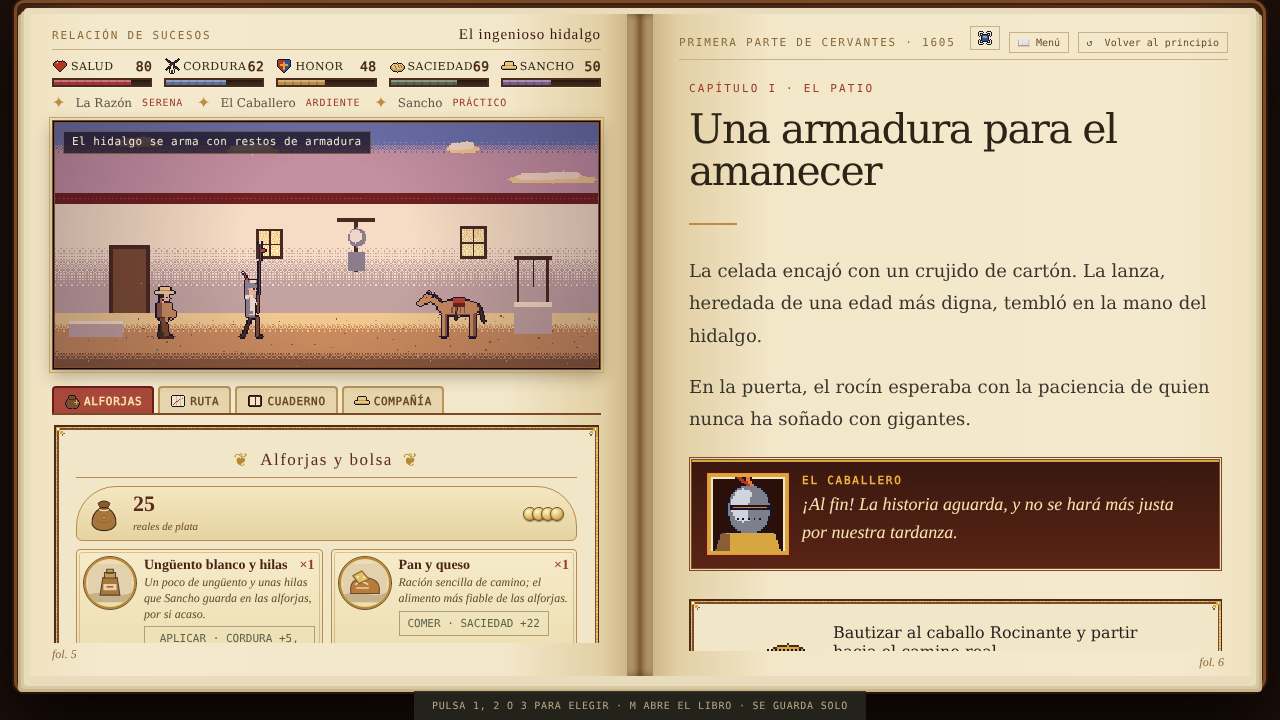 RELACIÓN DE SUCESOS
El ingenioso hidalgo
SALUD 80
CORDURA 62
HONOR 48
SACIEDAD 69
SANCHO 50
La Razón SERENA
El Caballero ARDIENTE
Sancho PRÁCTICO
El hidalgo se arma con restos de armadura
ALFORJAS
RUTA
CUADERNO
COMPAÑÍA
Alforjas y bolsa
25
reales de plata
Ungüento blanco y hilas ×1
Un poco de ungüento y unas hilas
que Sancho guarda en las alforjas,
por si acaso.
APLICAR · CORDURA +5,
Pan y queso ×1
Ración sencilla de camino; el
alimento más fiable de las alforjas.
COMER · SACIEDAD +22
fol. 5
PRIMERA PARTE DE CERVANTES · 1605
Menú
↺ Volver al principio
CAPÍTULO I · EL PATIO
Una armadura para el
amanecer
La celada encajó con un crujido de cartón. La lanza,
heredada de una edad más digna, tembló en la mano del
hidalgo.
En la puerta, el rocín esperaba con la paciencia de quien
nunca ha soñado con gigantes.
EL CABALLERO
¡Al fin! La historia aguarda, y no se hará más justa
por nuestra tardanza.
Bautizar al caballo Rocinante y partir
hacia el camino real
fol. 6
PULSA 1, 2 O 3 PARA ELEGIR · M ABRE EL LIBRO · SE GUARDA SOLO